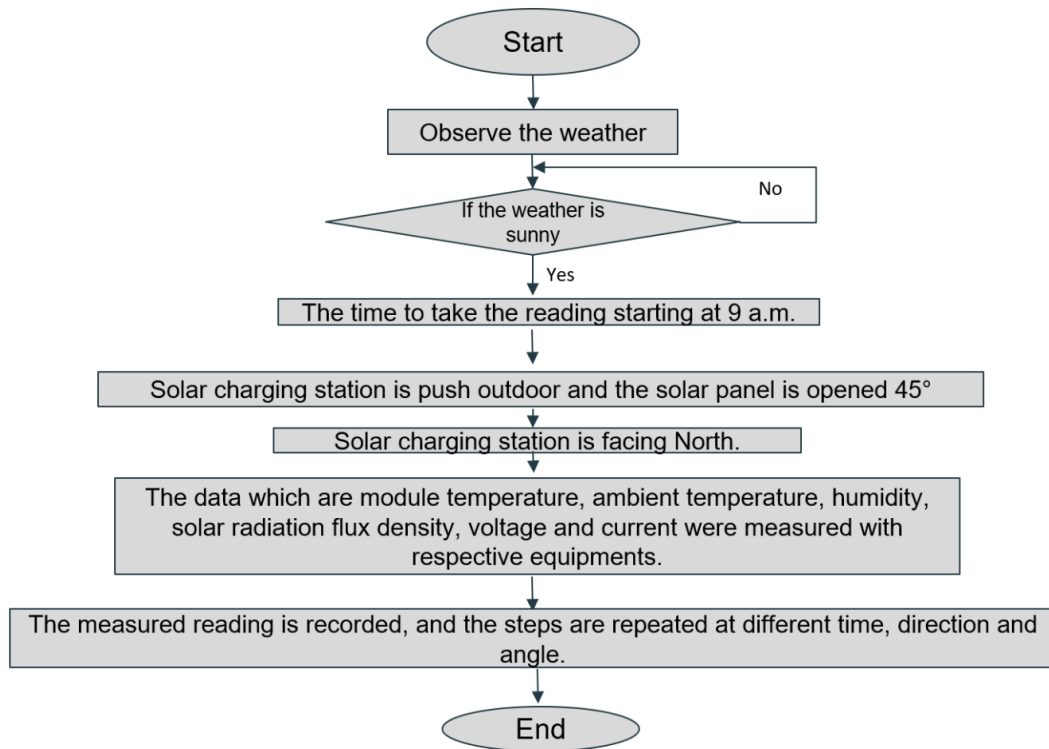 Start
Observe the weather
No
If the weather is
sunny
Yes
The time to take the reading starting at 9 a.m.
Solar charging station is push outdoor and the solar panel is opened 45°
Solar charging station is facing North.
The data which are module temperature, ambient temperature, humidity,
solar radiation flux density, voltage and current were measured with
respective equipments.
The measured reading is recorded, and the steps are repeated at different time, direction and
angle.
End